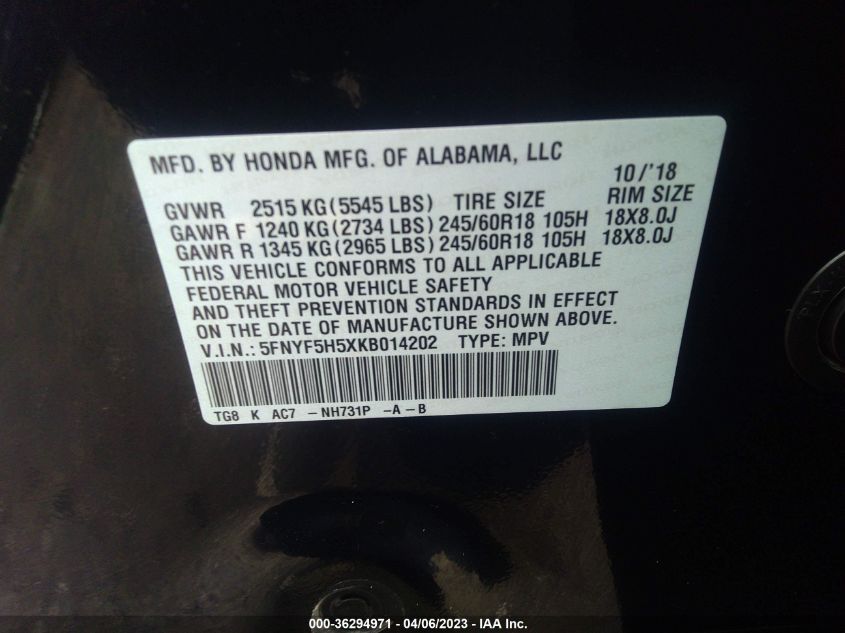 MFD. BY HONDA MFG. OF ALABAMA, LLC 10/'18
GVWR 2515 KG (5545 LBS) TIRE SIZE RIM SIZE
GAWR F 1240 KG (2734 LBS) 245/60R18 105H 18X8.0J
GAWR R 1345 KG (2965 LBS) 245/60R18 105H 18X8.0J
THIS VEHICLE CONFORMS TO ALL APPLICABLE
FEDERAL MOTOR VEHICLE SAFETY
AND THEFT PREVENTION STANDARDS IN EFFECT
ON THE DATE OF MANUFACTURE SHOWN ABOVE.
V.I.N.: 5FNYF5H5XKB014202 TYPE: MPV
TG8 K AC7 -NH731P -A-B
000-36294971 - 04/06/2023 - IAA Inc.